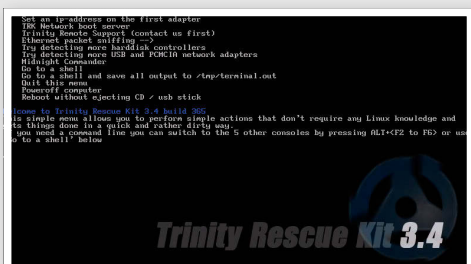 Set an ip-address on the first adapter
TRK Network boot server
Trinity Remote Support (contact us first)
Ethernet packet sniffing -->
Try detecting more harddisk controllers
Try detecting more USB and PCMCIA network adapters
Midnight Commander
Go to a shell
Go to a shell and save all output to /tmp/terminal.out
Quit this menu
Poweroff computer
Reboot without ejecting CD / usb stick
lcome to Trinity Rescue Kit 3.4 build 365
is simple menu allows you to perform simple actions that don't require any Linux knowledge and
ts things done in a quick and rather dirty way.
you need a command line you can switch to the 5 other consoles by pressing ALT+<F2 to F6> or use
o to a shell' below
Trinity Rescue Kit 3.4